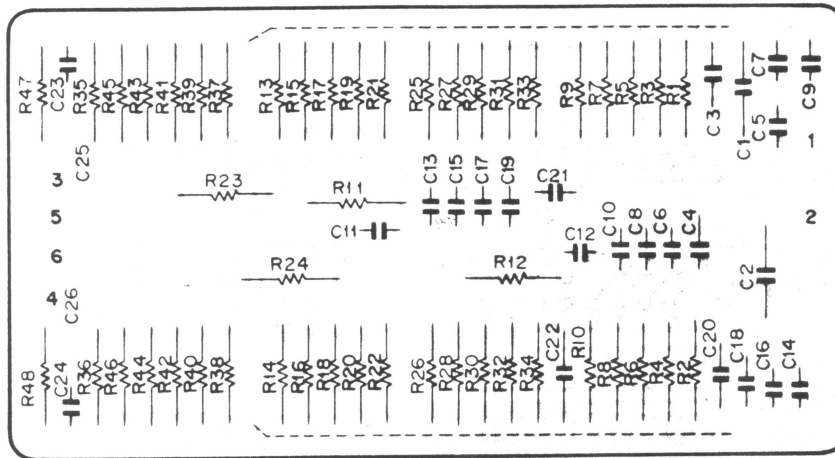 R47 C23 R35 R45 R43 R41 R39 R37 R13 R15 R17 R19 R21 R25 R27 R29 R31 R33 R9 R7 R5 R3 R1 C3 C1 C7 C5 C9
C25 1
3 R23 R11 C13 C15 C17 C19 C21
5 C11 C12 C10 C8 C6 C4 2
6 R24 R12 C2
4 C26
R48 C24 R36 R46 R44 R42 R40 R38 R14 R16 R18 R20 R22 R26 R28 R30 R32 R34 C22 R10 R8 R6 R4 R2 C20 C18 C16 C14